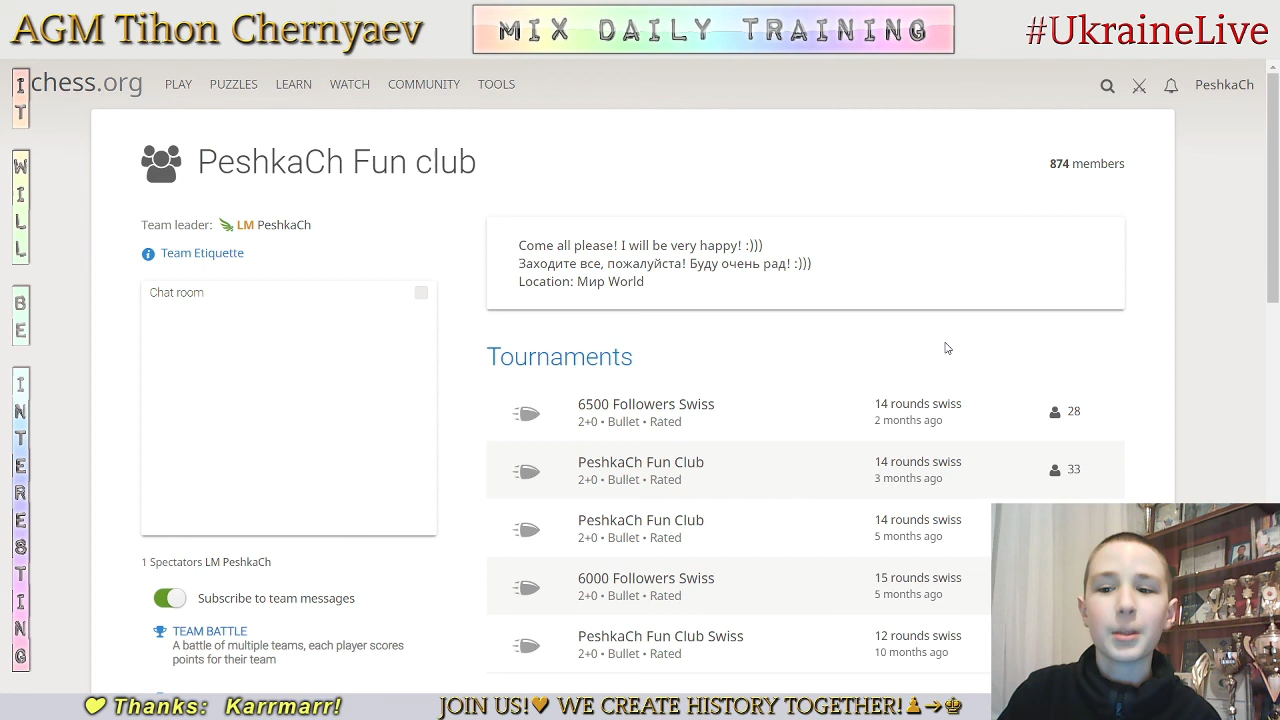 AGM Tihon Chernyaev
MIX DAILY TRAINING
#UkraineLive
IT WILL BE INTERESTING
chess.org
PLAY PUZZLES LEARN WATCH COMMUNITY TOOLS
PeshkaCh
PeshkaCh Fun club
874 members
Team leader: LM PeshkaCh
Team Etiquette
Chat room
Come all please! I will be very happy! :)))
Заходите все, пожалуйста! Буду очень рад! :)))
Location: Мир World
Tournaments
6500 Followers Swiss 14 rounds swiss 28
2+0 • Bullet • Rated 2 months ago
PeshkaCh Fun Club 14 rounds swiss 33
2+0 • Bullet • Rated 3 months ago
PeshkaCh Fun Club 14 rounds swiss
2+0 • Bullet • Rated 5 months ago
6000 Followers Swiss 15 rounds swiss
2+0 • Bullet • Rated 5 months ago
PeshkaCh Fun Club Swiss 12 rounds swiss
2+0 • Bullet • Rated 10 months ago
1 Spectators LM PeshkaCh
Subscribe to team messages
TEAM BATTLE
A battle of multiple teams, each player scores
points for their team
Thanks: Karrmarr!
JOIN US!🧡 WE CREATE HISTORY TOGETHER!♟→♚